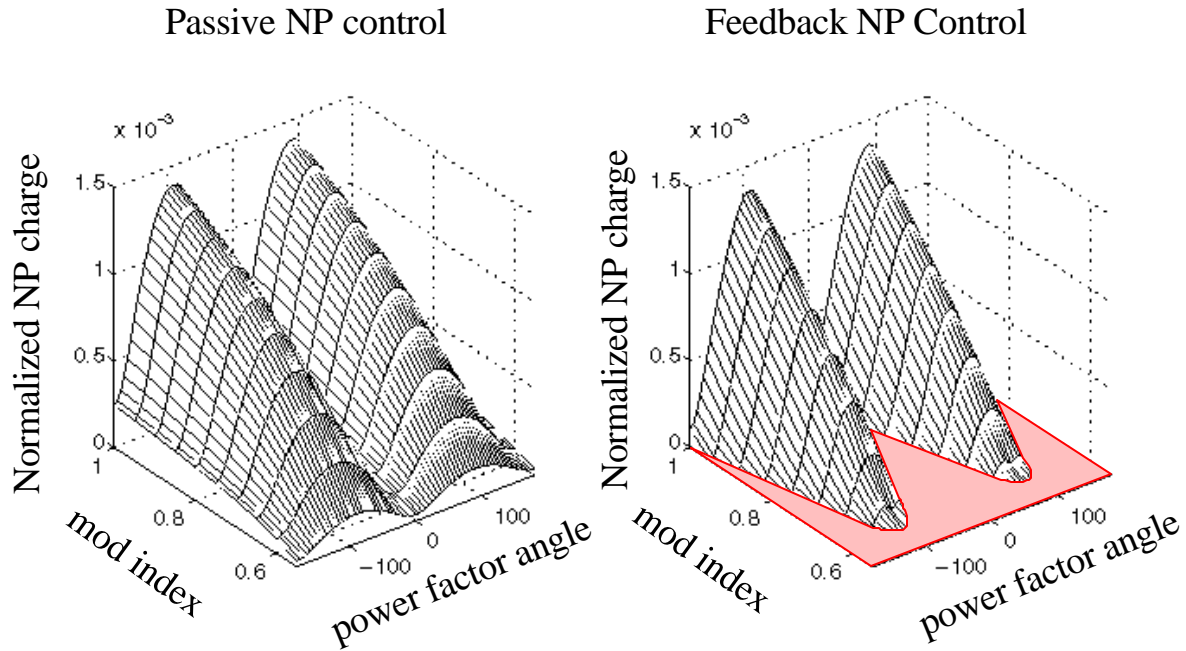 Passive NP control
Feedback NP Control
x 10⁻³
1.5
1
0.5
0
1
0.8
0.6
−100
0
100
Normalized NP charge
mod index
power factor angle
x 10⁻³
1.5
1
0.5
0
1
0.8
0.6
−100
0
100
Normalized NP charge
mod index
power factor angle